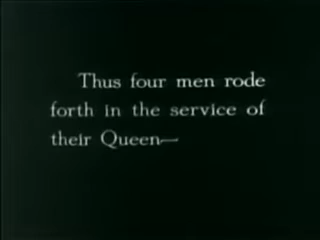 Thus four men rode
forth in the service of
their Queen—